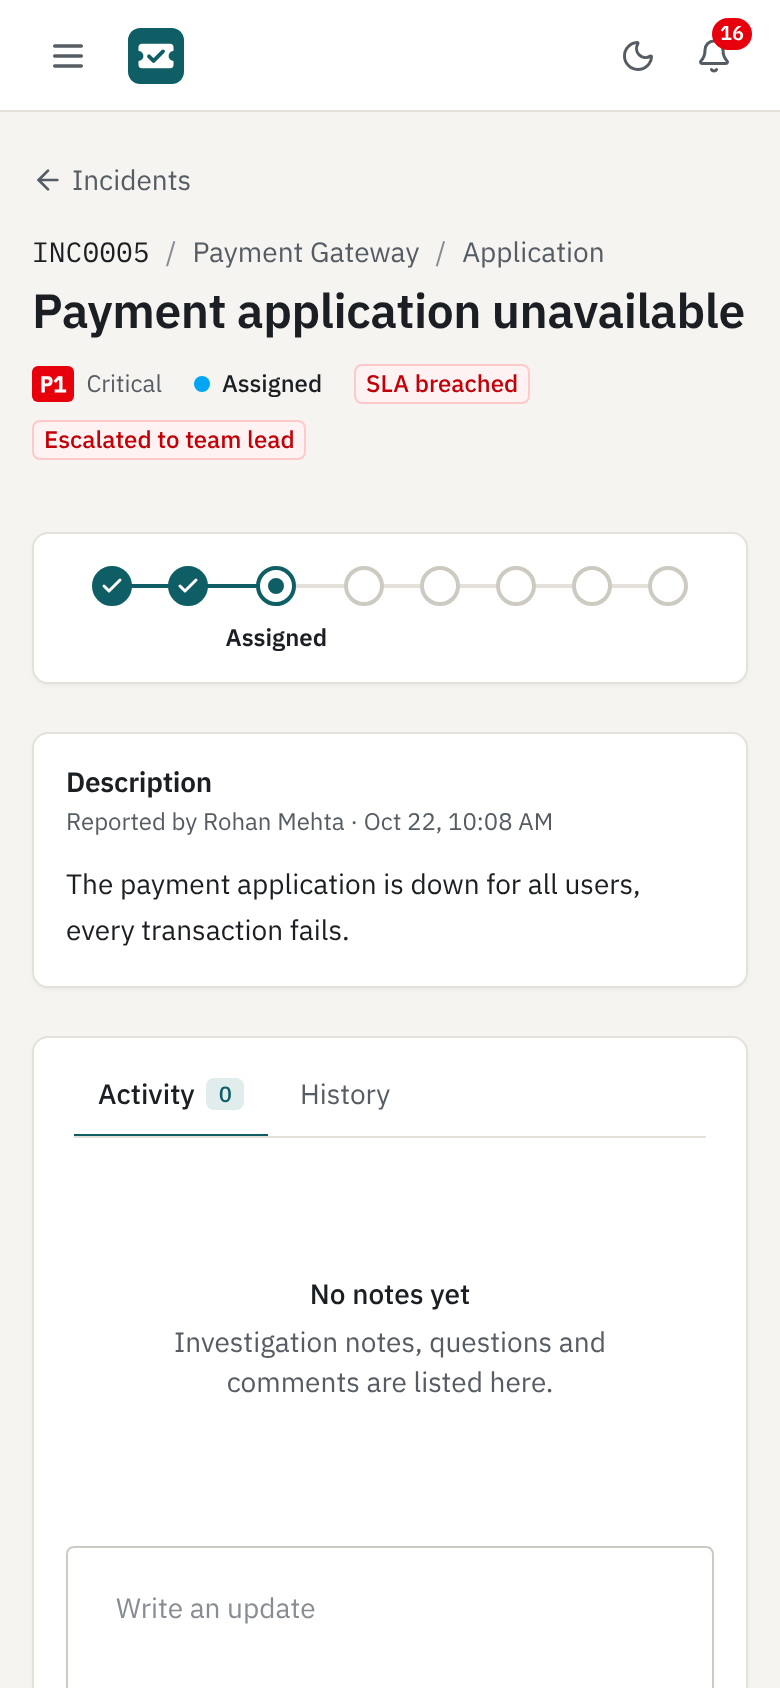 16
Incidents
INC0005 / Payment Gateway / Application
Payment application unavailable
P1 Critical Assigned SLA breached
Escalated to team lead
Assigned
Description
Reported by Rohan Mehta · Oct 22, 10:08 AM
The payment application is down for all users,
every transaction fails.
Activity 0 History
No notes yet
Investigation notes, questions and
comments are listed here.
Write an update